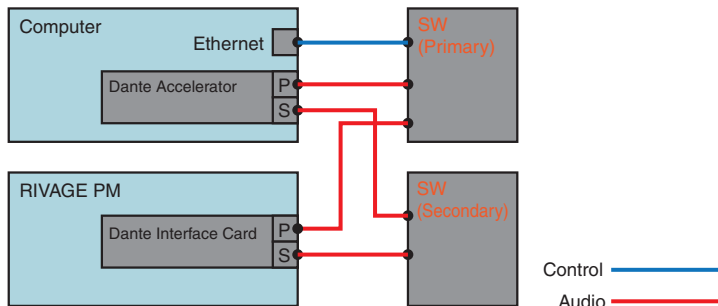 Computer
Ethernet
Dante Accelerator
P
S
SW
(Primary)
RIVAGE PM
Dante Interface Card
P
S
SW
(Secondary)
Control
Audio